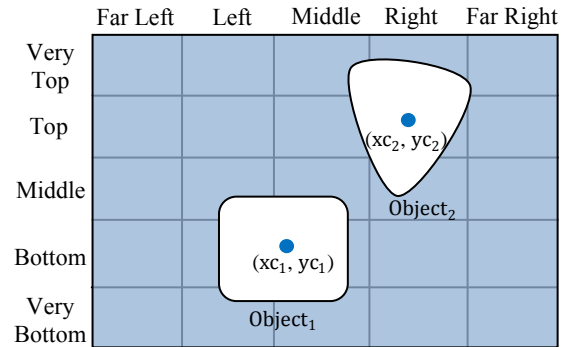 Far Left Left Middle Right Far Right
Very
Top
Top
(xc₂, yc₂)
Middle
Object₂
Bottom
(xc₁, yc₁)
Very
Bottom
Object₁